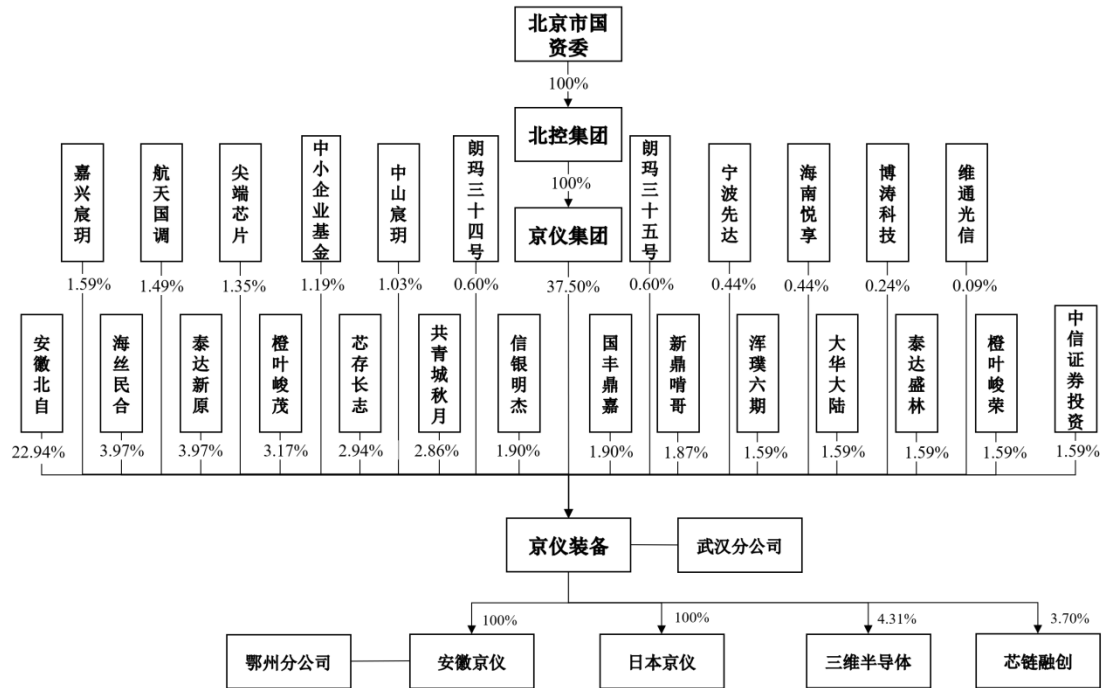 北京市国
资委
100%
北控集团
100%
京仪集团
嘉兴宸玥
航天国调
尖端芯片
中小企业基金
中山宸玥
朗玛三十四号
朗玛三十五号
宁波先达
海南悦享
博涛科技
维通光信
1.59%
1.49%
1.35%
1.19%
1.03%
0.60%
37.50%
0.60%
0.44%
0.44%
0.24%
0.09%
安徽北自
海丝民合
泰达新原
橙叶峻茂
芯存长志
共青城秋月
信银明杰
国丰鼎嘉
新鼎啃哥
浑璞六期
大华大陆
泰达盛林
橙叶峻荣
中信证券投资
22.94%
3.97%
3.97%
3.17%
2.94%
2.86%
1.90%
1.90%
1.87%
1.59%
1.59%
1.59%
1.59%
1.59%
京仪装备
武汉分公司
100%
100%
4.31%
3.70%
鄂州分公司
安徽京仪
日本京仪
三维半导体
芯链融创